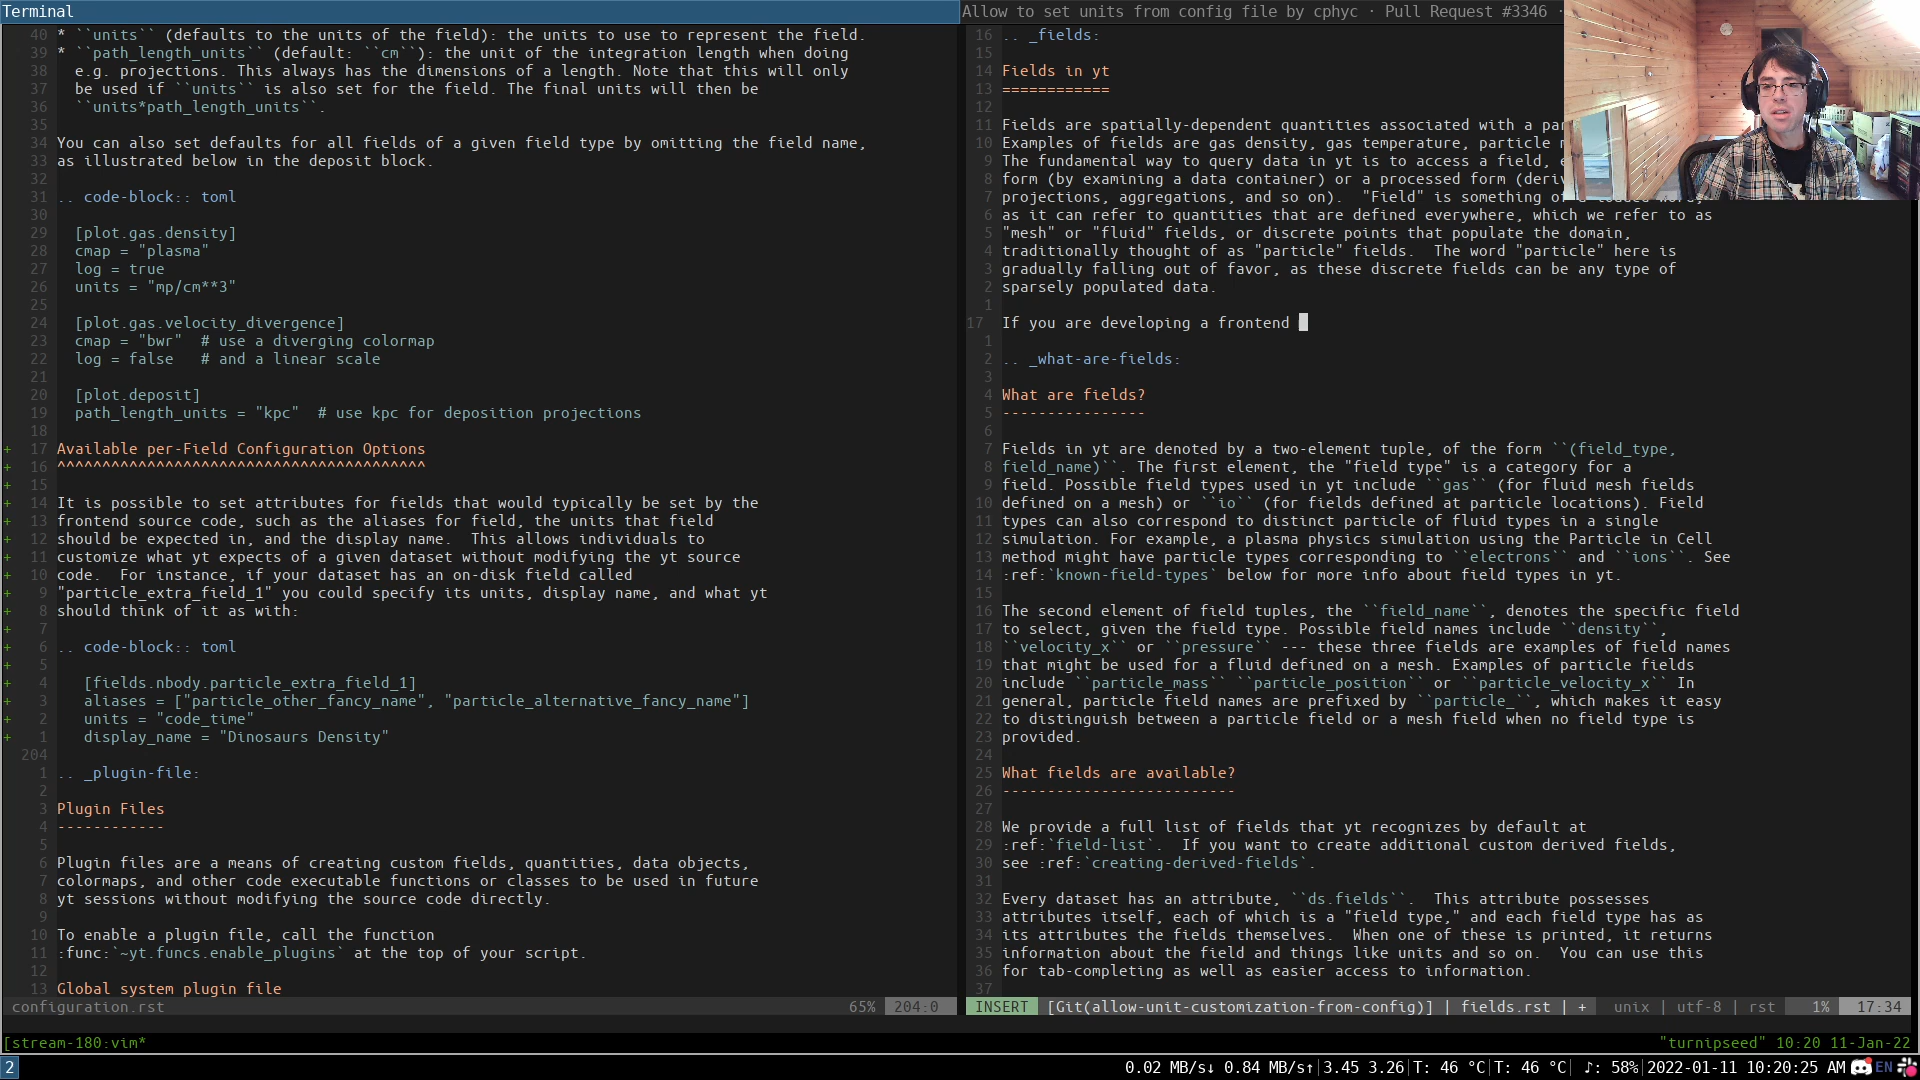 Terminal
Allow to set units from config file by cphyc · Pull Request #3346 ·
40 * ``units`` (defaults to the units of the field): the units to use to represent the field.
39 * ``path_length_units`` (default: ``cm``): the unit of the integration length when doing
38 e.g. projections. This always has the dimensions of a length. Note that this will only
37 be used if ``units`` is also set for the field. The final units will then be
36 ``units*path_length_units``.
35
34 You can also set defaults for all fields of a given field type by omitting the field name,
33 as illustrated below in the deposit block.
32
31 .. code-block:: toml
30
29 [plot.gas.density]
28 cmap = "plasma"
27 log = true
26 units = "mp/cm**3"
25
24 [plot.gas.velocity_divergence]
23 cmap = "bwr"  # use a diverging colormap
22 log = false   # and a linear scale
21
20 [plot.deposit]
19 path_length_units = "kpc"  # use kpc for deposition projections
18
+ 17 Available per-Field Configuration Options
+ 16 ^^^^^^^^^^^^^^^^^^^^^^^^^^^^^^^^^^^^^^^^^
+ 15
+ 14 It is possible to set attributes for fields that would typically be set by the
+ 13 frontend source code, such as the aliases for field, the units that field
+ 12 should be expected in, and the display name.  This allows individuals to
+ 11 customize what yt expects of a given dataset without modifying the yt source
+ 10 code.  For instance, if your dataset has an on-disk field called
+ 9 "particle_extra_field_1" you could specify its units, display name, and what yt
+ 8 should think of it as with:
+ 7
+ 6 .. code-block:: toml
+ 5
+ 4 [fields.nbody.particle_extra_field_1]
+ 3 aliases = ["particle_other_fancy_name", "particle_alternative_fancy_name"]
+ 2 units = "code_time"
+ 1 display_name = "Dinosaurs Density"
204
1 .. _plugin-file:
2
3 Plugin Files
4 ------------
5
6 Plugin files are a means of creating custom fields, quantities, data objects,
7 colormaps, and other code executable functions or classes to be used in future
8 yt sessions without modifying the source code directly.
9
10 To enable a plugin file, call the function
11 :func:`~yt.funcs.enable_plugins` at the top of your script.
12
13 Global system plugin file
configuration.rst 65% 204:0
16 .. _fields:
15
14 Fields in yt
13 ============
12
11 Fields are spatially-dependent quantities associated with a
10 Examples of fields are gas density, gas temperature, particle
9 The fundamental way to query data in yt is to access a field,
8 form (by examining a data container) or a processed form
7 projections, aggregations, and so on).  "Field" is something
6 as it can refer to quantities that are defined everywhere, which we refer to as
5 "mesh" or "fluid" fields, or discrete points that populate the domain,
4 traditionally thought of as "particle" fields.  The word "particle" here is
3 gradually falling out of favor, as these discrete fields can be any type of
2 sparsely populated data.
1
17 If you are developing a frontend
1
2 .. _what-are-fields:
3
4 What are fields?
5 ----------------
6
7 Fields in yt are denoted by a two-element tuple, of the form ``(field_type,
8 field_name)``. The first element, the "field type" is a category for a
9 field. Possible field types used in yt include ``gas`` (for fluid mesh fields
10 defined on a mesh) or ``io`` (for fields defined at particle locations). Field
11 types can also correspond to distinct particle of fluid types in a single
12 simulation. For example, a plasma physics simulation using the Particle in Cell
13 method might have particle types corresponding to ``electrons`` and ``ions``. See
14 :ref:`known-field-types` below for more info about field types in yt.
15
16 The second element of field tuples, the ``field_name``, denotes the specific field
17 to select, given the field type. Possible field names include ``density``,
18 ``velocity_x`` or ``pressure`` --- these three fields are examples of field names
19 that might be used for a fluid defined on a mesh. Examples of particle fields
20 include ``particle_mass`` ``particle_position`` or ``particle_velocity_x`` In
21 general, particle field names are prefixed by ``particle_``, which makes it easy
22 to distinguish between a particle field or a mesh field when no field type is
23 provided.
24
25 What fields are available?
26 --------------------------
27
28 We provide a full list of fields that yt recognizes by default at
29 :ref:`field-list`.  If you want to create additional custom derived fields,
30 see :ref:`creating-derived-fields`.
31
32 Every dataset has an attribute, ``ds.fields``.  This attribute possesses
33 attributes itself, each of which is a "field type," and each field type has as
34 its attributes the fields themselves.  When one of these is printed, it returns
35 information about the field and things like units and so on.  You can use this
36 for tab-completing as well as easier access to information.
37
INSERT [Git(allow-unit-customization-from-config)] | fields.rst | + unix | utf-8 | rst 1% 17:34
[stream-180:vim* "turnipseed" 10:20 11-Jan-22
2 0.02 MB/s↓ 0.84 MB/s↑|3.45 3.26|T: 46 °C|T: 46 °C| ♪: 58%|2022-01-11 10:20:25 AM EN